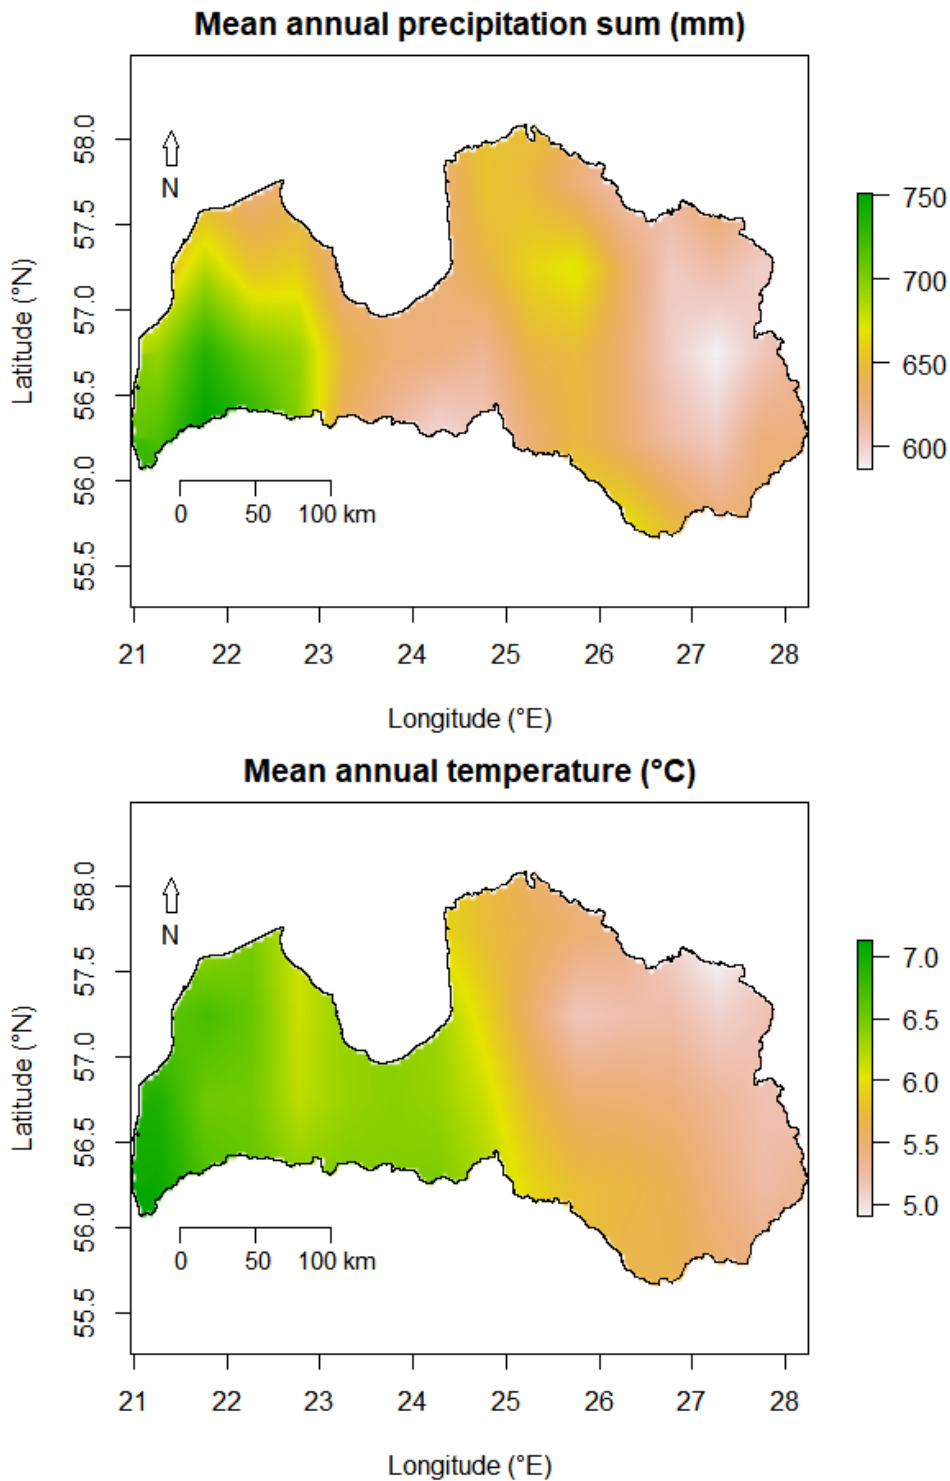 Mean annual precipitation sum (mm)
58.0
57.5
57.0
56.5
56.0
55.5
Latitude (°N)
N
0 50 100 km
750
700
650
600
21 22 23 24 25 26 27 28
Longitude (°E)
Mean annual temperature (°C)
58.0
57.5
57.0
56.5
56.0
55.5
Latitude (°N)
N
0 50 100 km
7.0
6.5
6.0
5.5
5.0
21 22 23 24 25 26 27 28
Longitude (°E)